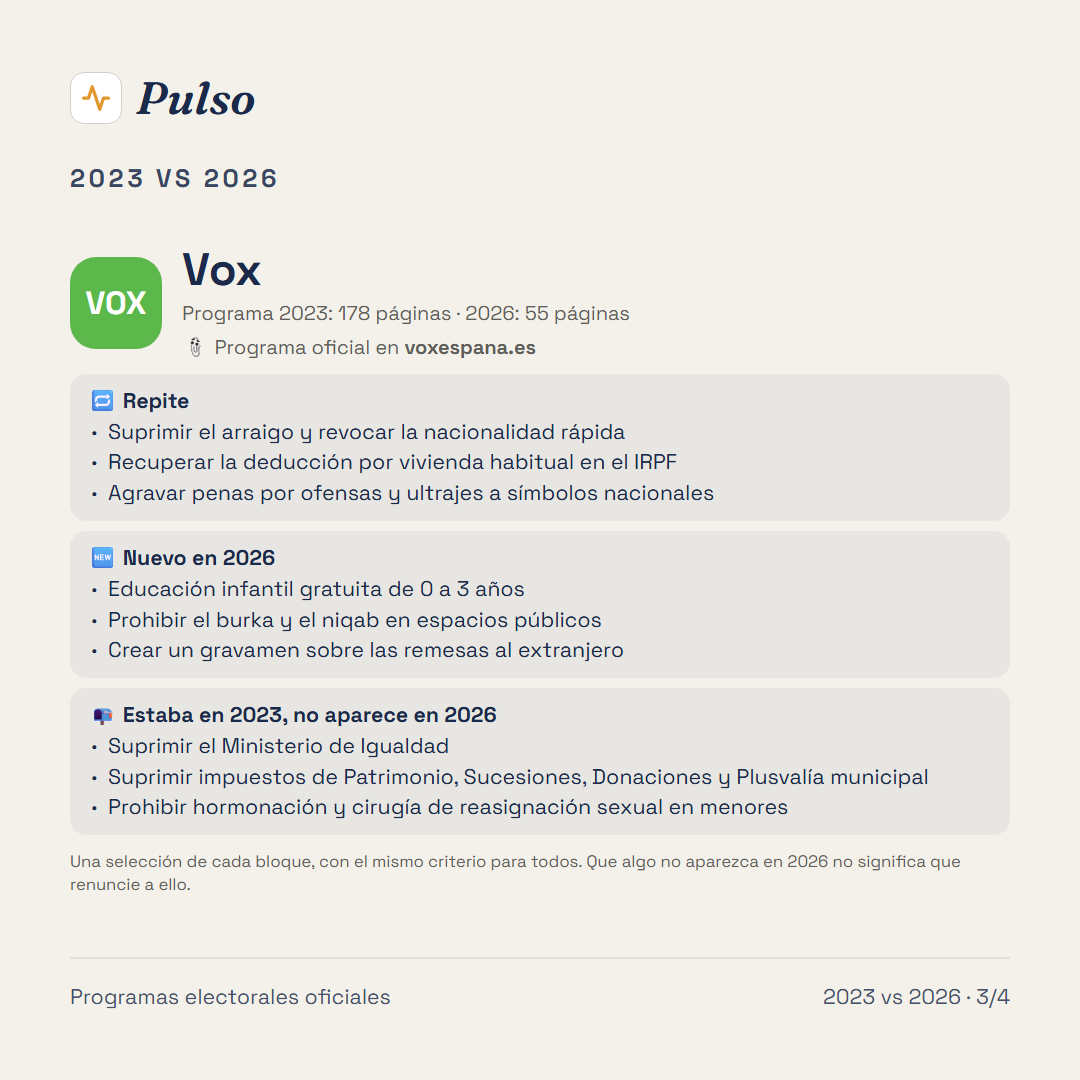 Pulso
2023 VS 2026
VOX
Vox
Programa 2023: 178 páginas · 2026: 55 páginas
Programa oficial en voxespana.es
Repite
• Suprimir el arraigo y revocar la nacionalidad rápida
• Recuperar la deducción por vivienda habitual en el IRPF
• Agravar penas por ofensas y ultrajes a símbolos nacionales
NEW Nuevo en 2026
• Educación infantil gratuita de 0 a 3 años
• Prohibir el burka y el niqab en espacios públicos
• Crear un gravamen sobre las remesas al extranjero
Estaba en 2023, no aparece en 2026
• Suprimir el Ministerio de Igualdad
• Suprimir impuestos de Patrimonio, Sucesiones, Donaciones y Plusvalía municipal
• Prohibir hormonación y cirugía de reasignación sexual en menores
Una selección de cada bloque, con el mismo criterio para todos. Que algo no aparezca en 2026 no significa que
renuncie a ello.
Programas electorales oficiales
2023 vs 2026 · 3/4